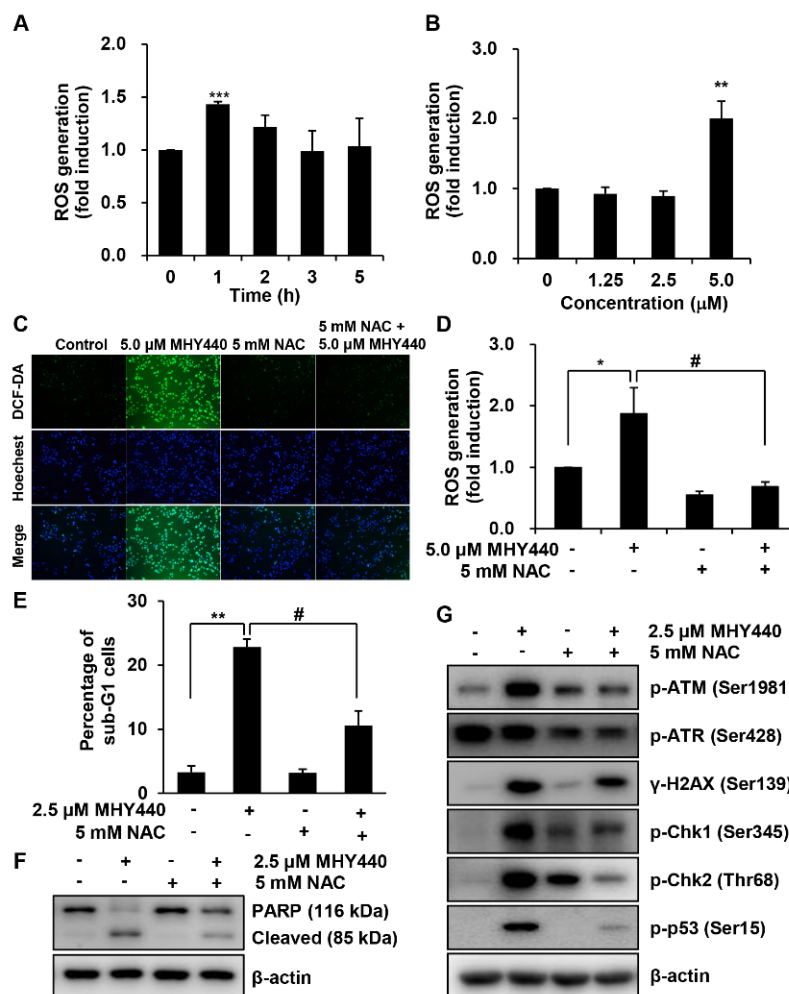 A
ROS generation
(fold induction)
2.0
1.5
1.0
0.5
0.0
***
0 1 2 3 5
Time (h)
B
ROS generation
(fold induction)
3.0
2.0
1.0
0.0
**
0 1.25 2.5 5.0
Concentration (μM)
C
Control 5.0 μM MHY440 5 mM NAC 5 mM NAC +
5.0 μM MHY440
DCF-DA
Hoechest
Merge
D
ROS generation
(fold induction)
3.0
2.0
1.0
0.0
* #
5.0 μM MHY440 - + - +
5 mM NAC - - + +
E
Percentage of
sub-G1 cells
30
20
10
0
** #
2.5 μM MHY440 - + - +
5 mM NAC - - + +
F
- + - + 2.5 μM MHY440
- - + + 5 mM NAC
PARP (116 kDa)
Cleaved (85 kDa)
β-actin
G
- + - + 2.5 μM MHY440
- - + + 5 mM NAC
p-ATM (Ser1981)
p-ATR (Ser428)
γ-H2AX (Ser139)
p-Chk1 (Ser345)
p-Chk2 (Thr68)
p-p53 (Ser15)
β-actin